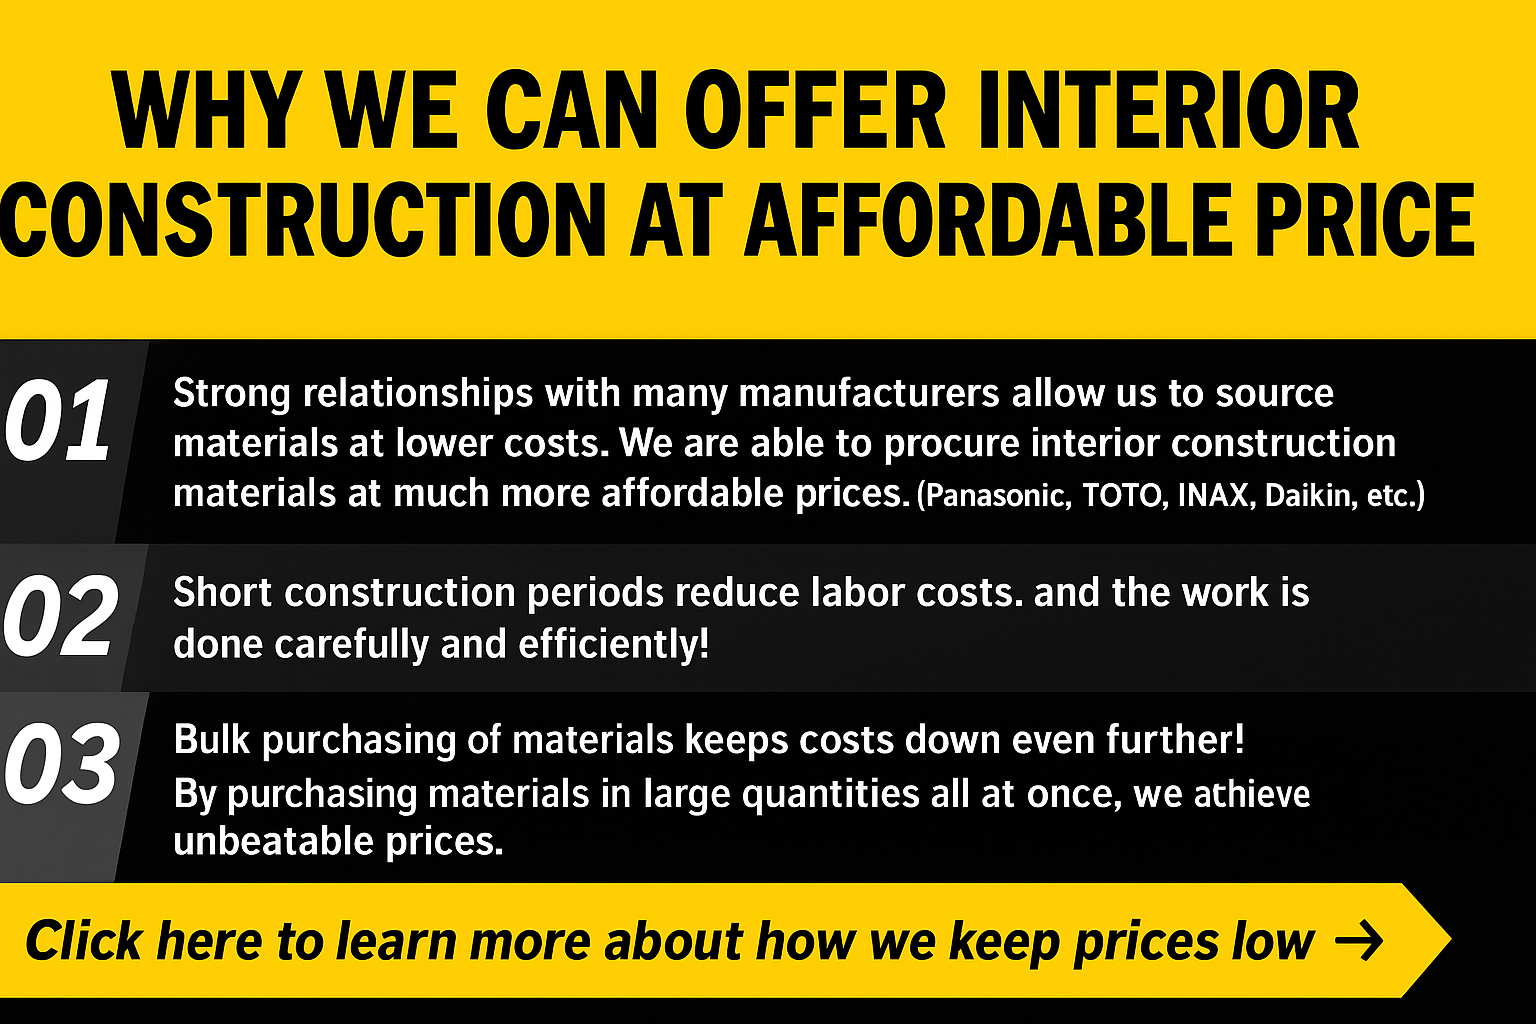 WHY WE CAN OFFER INTERIOR
CONSTRUCTION AT AFFORDABLE PRICE
01
Strong relationships with many manufacturers allow us to source
materials at lower costs. We are able to procure interior construction
materials at much more affordable prices. (Panasonic, TOTO, INAX, Daikin, etc.)
02
Short construction periods reduce labor costs. and the work is
done carefully and efficiently!
03
Bulk purchasing of materials keeps costs down even further!
By purchasing materials in large quantities all at once, we achieve
unbeatable prices.
Click here to learn more about how we keep prices low →